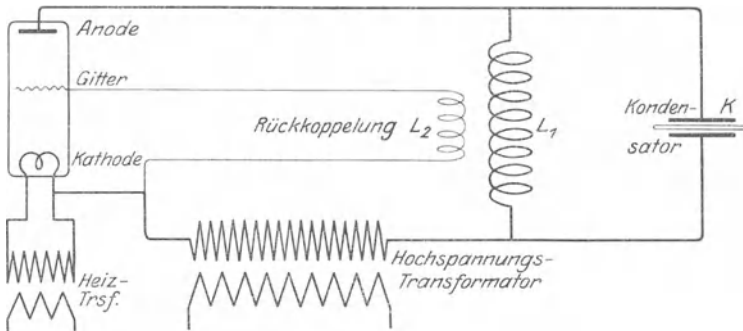 Anode
Gitter
Rückkoppelung L2
L1
Konden- K
sator
Kathode
Heiz-
Trsf.
Hochspannungs-
Transformator